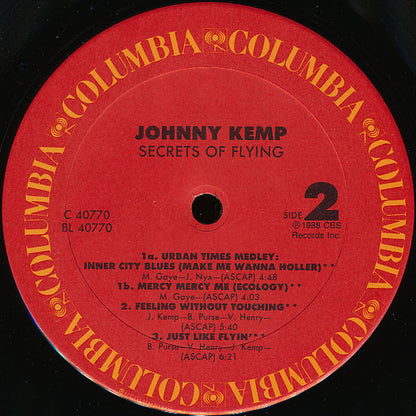 COLUMBIA COLUMBIA COLUMBIA COLUMBIA COLUMBIA COLUMBIA
JOHNNY KEMP
SECRETS OF FLYING
C 40770
BL 40770
SIDE 2
℗1988 CBS
Records Inc.
1a. URBAN TIMES MEDLEY:
INNER CITY BLUES (MAKE ME WANNA HOLLER)**
M. Gaye—J. Nyx—(ASCAP) 4:48
1b. MERCY MERCY ME (ECOLOGY)**
M. Gaye—(ASCAP) 4:03
2. FEELING WITHOUT TOUCHING**
J. Kemp—B. Purse—V. Henry—
(ASCAP) 5:40
3. JUST LIKE FLYIN'**
B. Purse—V. Henry—J. Kemp—
(ASCAP) 6:21